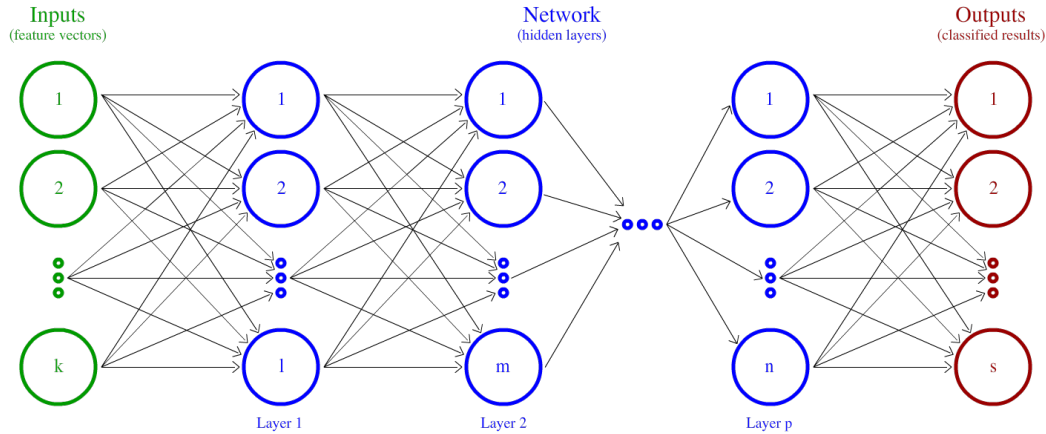 Inputs
(feature vectors)
Network
(hidden layers)
Outputs
(classified results)
1 1 1 1 1
2 2 2 2 2
k l m n s
Layer 1 Layer 2 Layer p